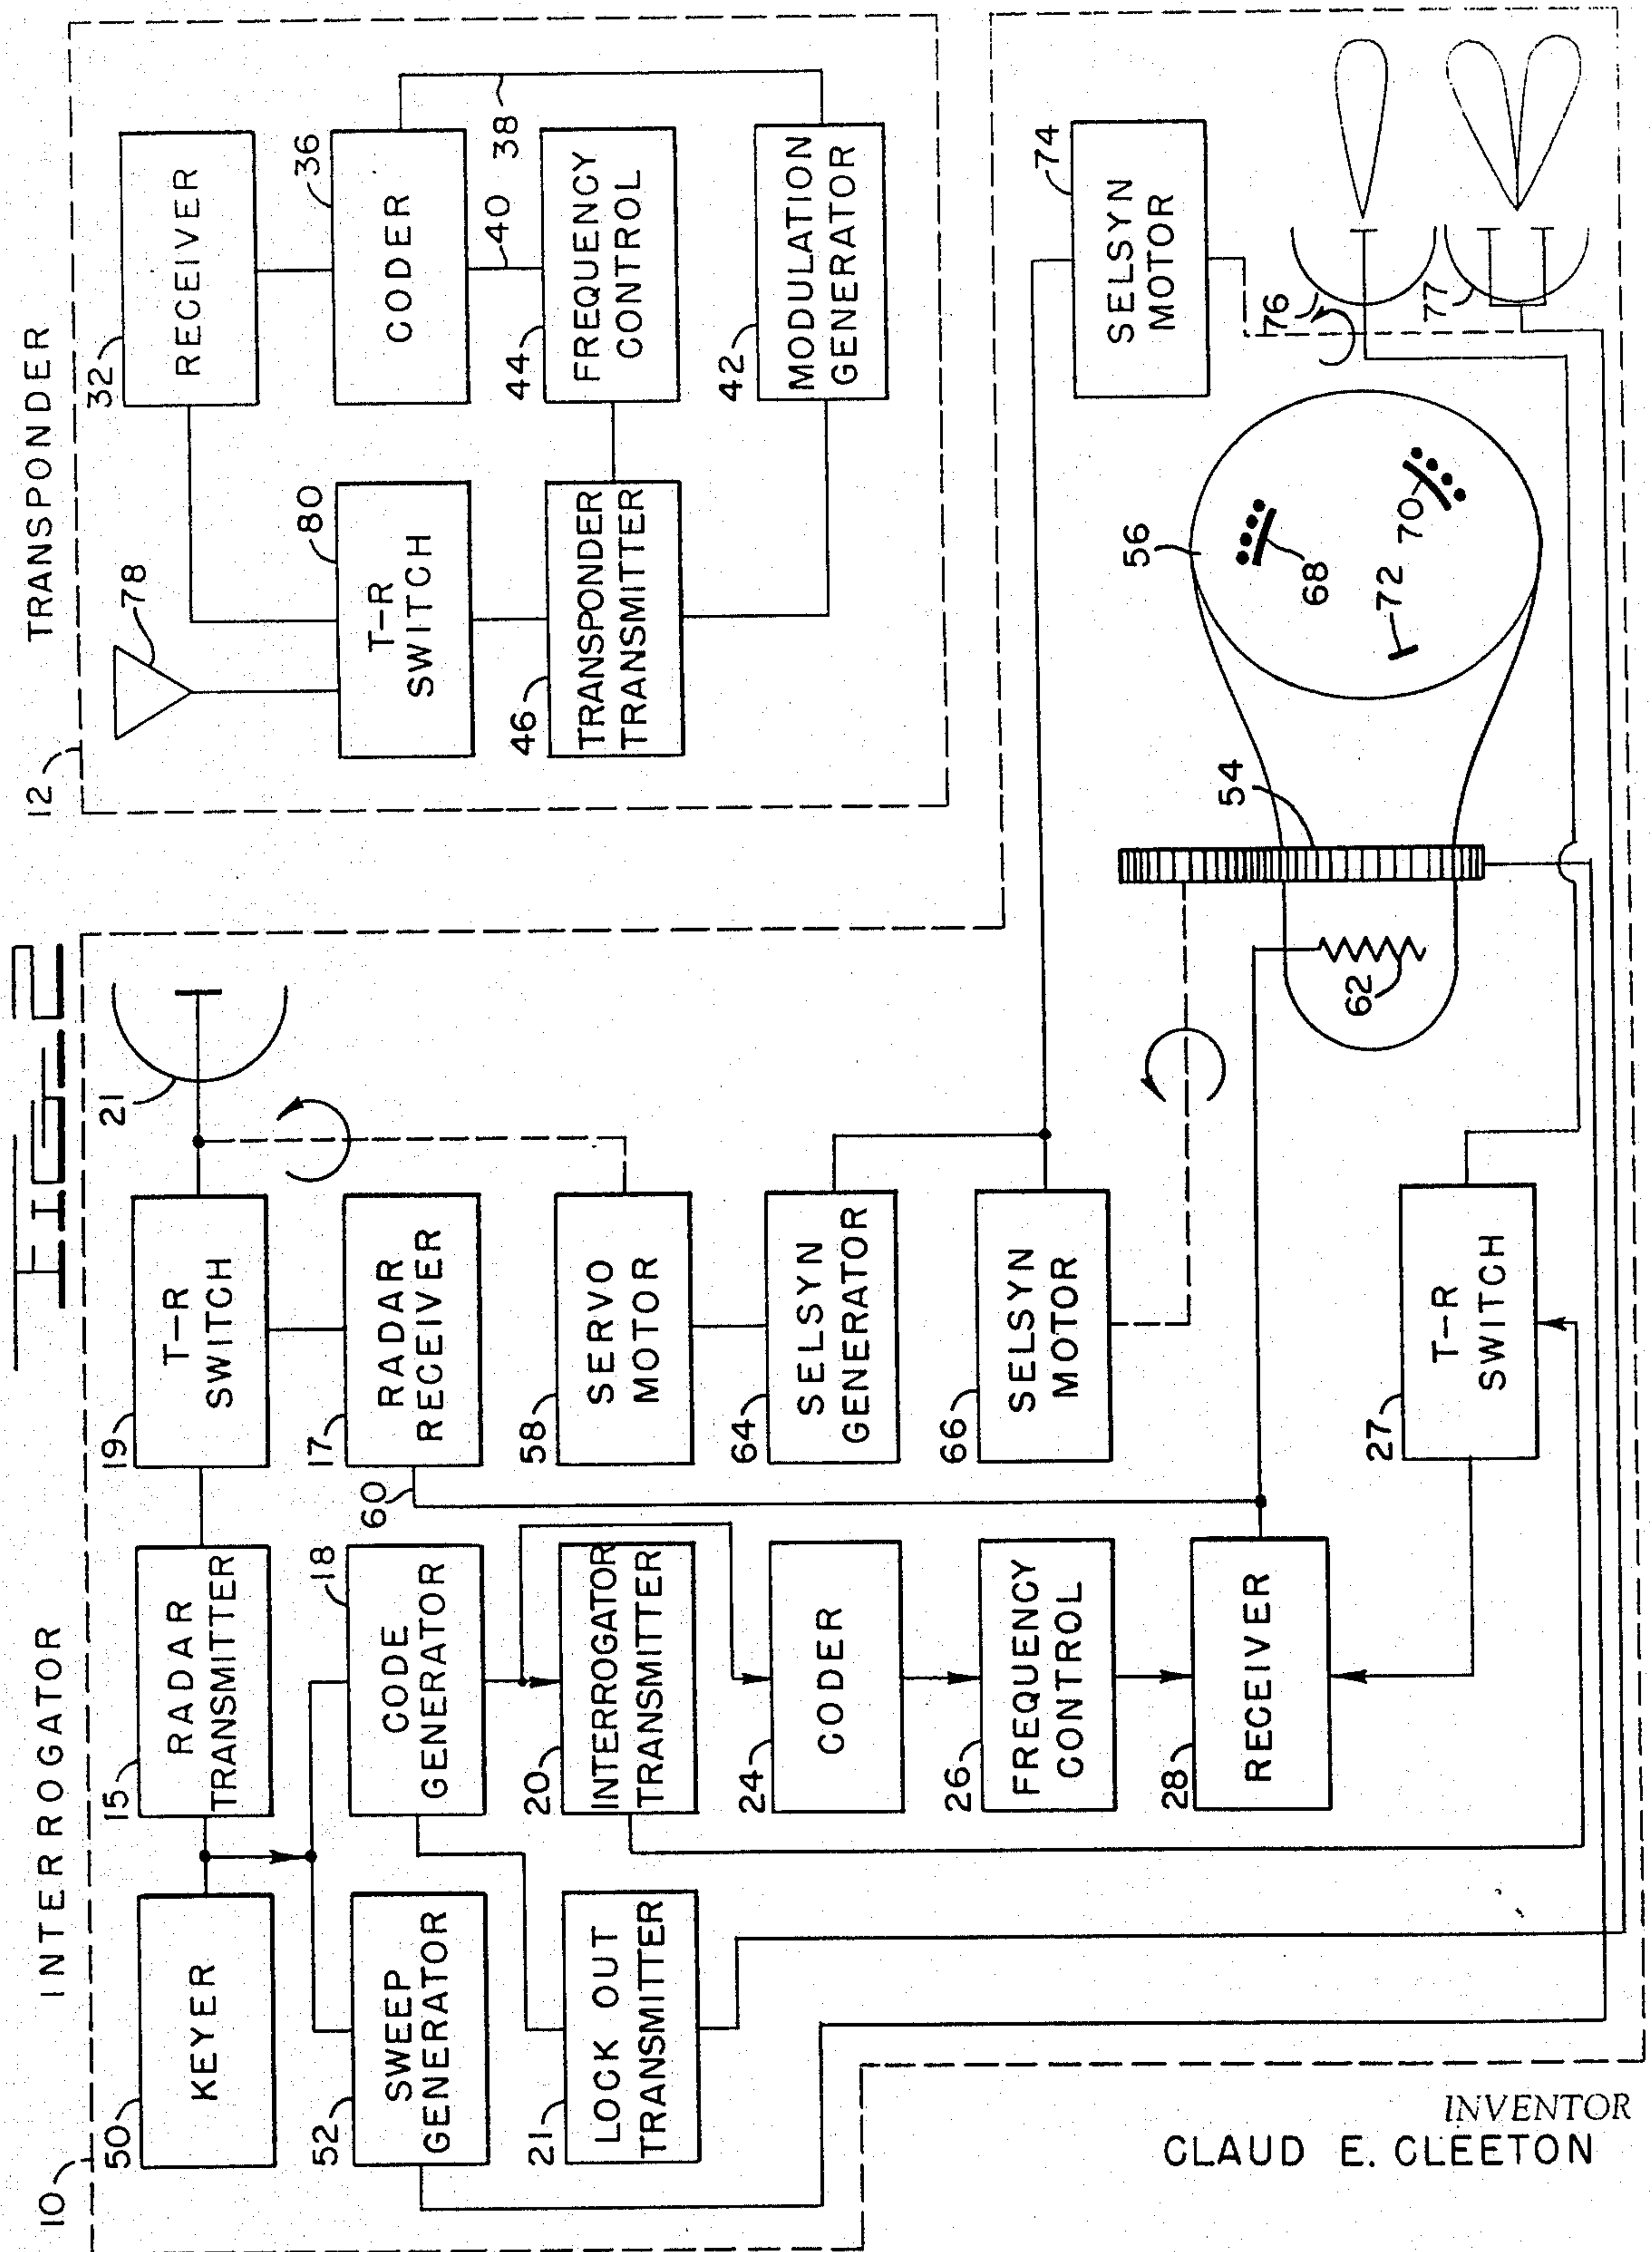 FIG_2
INTERROGATOR
10
50
KEYER
15
RADAR
TRANSMITTER
19
T-R
SWITCH
21
52
SWEEP
GENERATOR
18
CODE
GENERATOR
17
RADAR
RECEIVER
60
21
LOCK OUT
TRANSMITTER
20
INTERROGATOR
TRANSMITTER
58
SERVO
MOTOR
24
CODER
64
SELSYN
GENERATOR
26
FREQUENCY
CONTROL
66
SELSYN
MOTOR
28
RECEIVER
27
T-R
SWITCH
62
54
56
68
70
72
74
SELSYN
MOTOR
76
77
12
TRANSPONDER
78
32
RECEIVER
80
T-R
SWITCH
36
CODER
38
40
46
TRANSPONDER
TRANSMITTER
44
FREQUENCY
CONTROL
42
MODULATION
GENERATOR
INVENTOR
CLAUD E. CLEETON